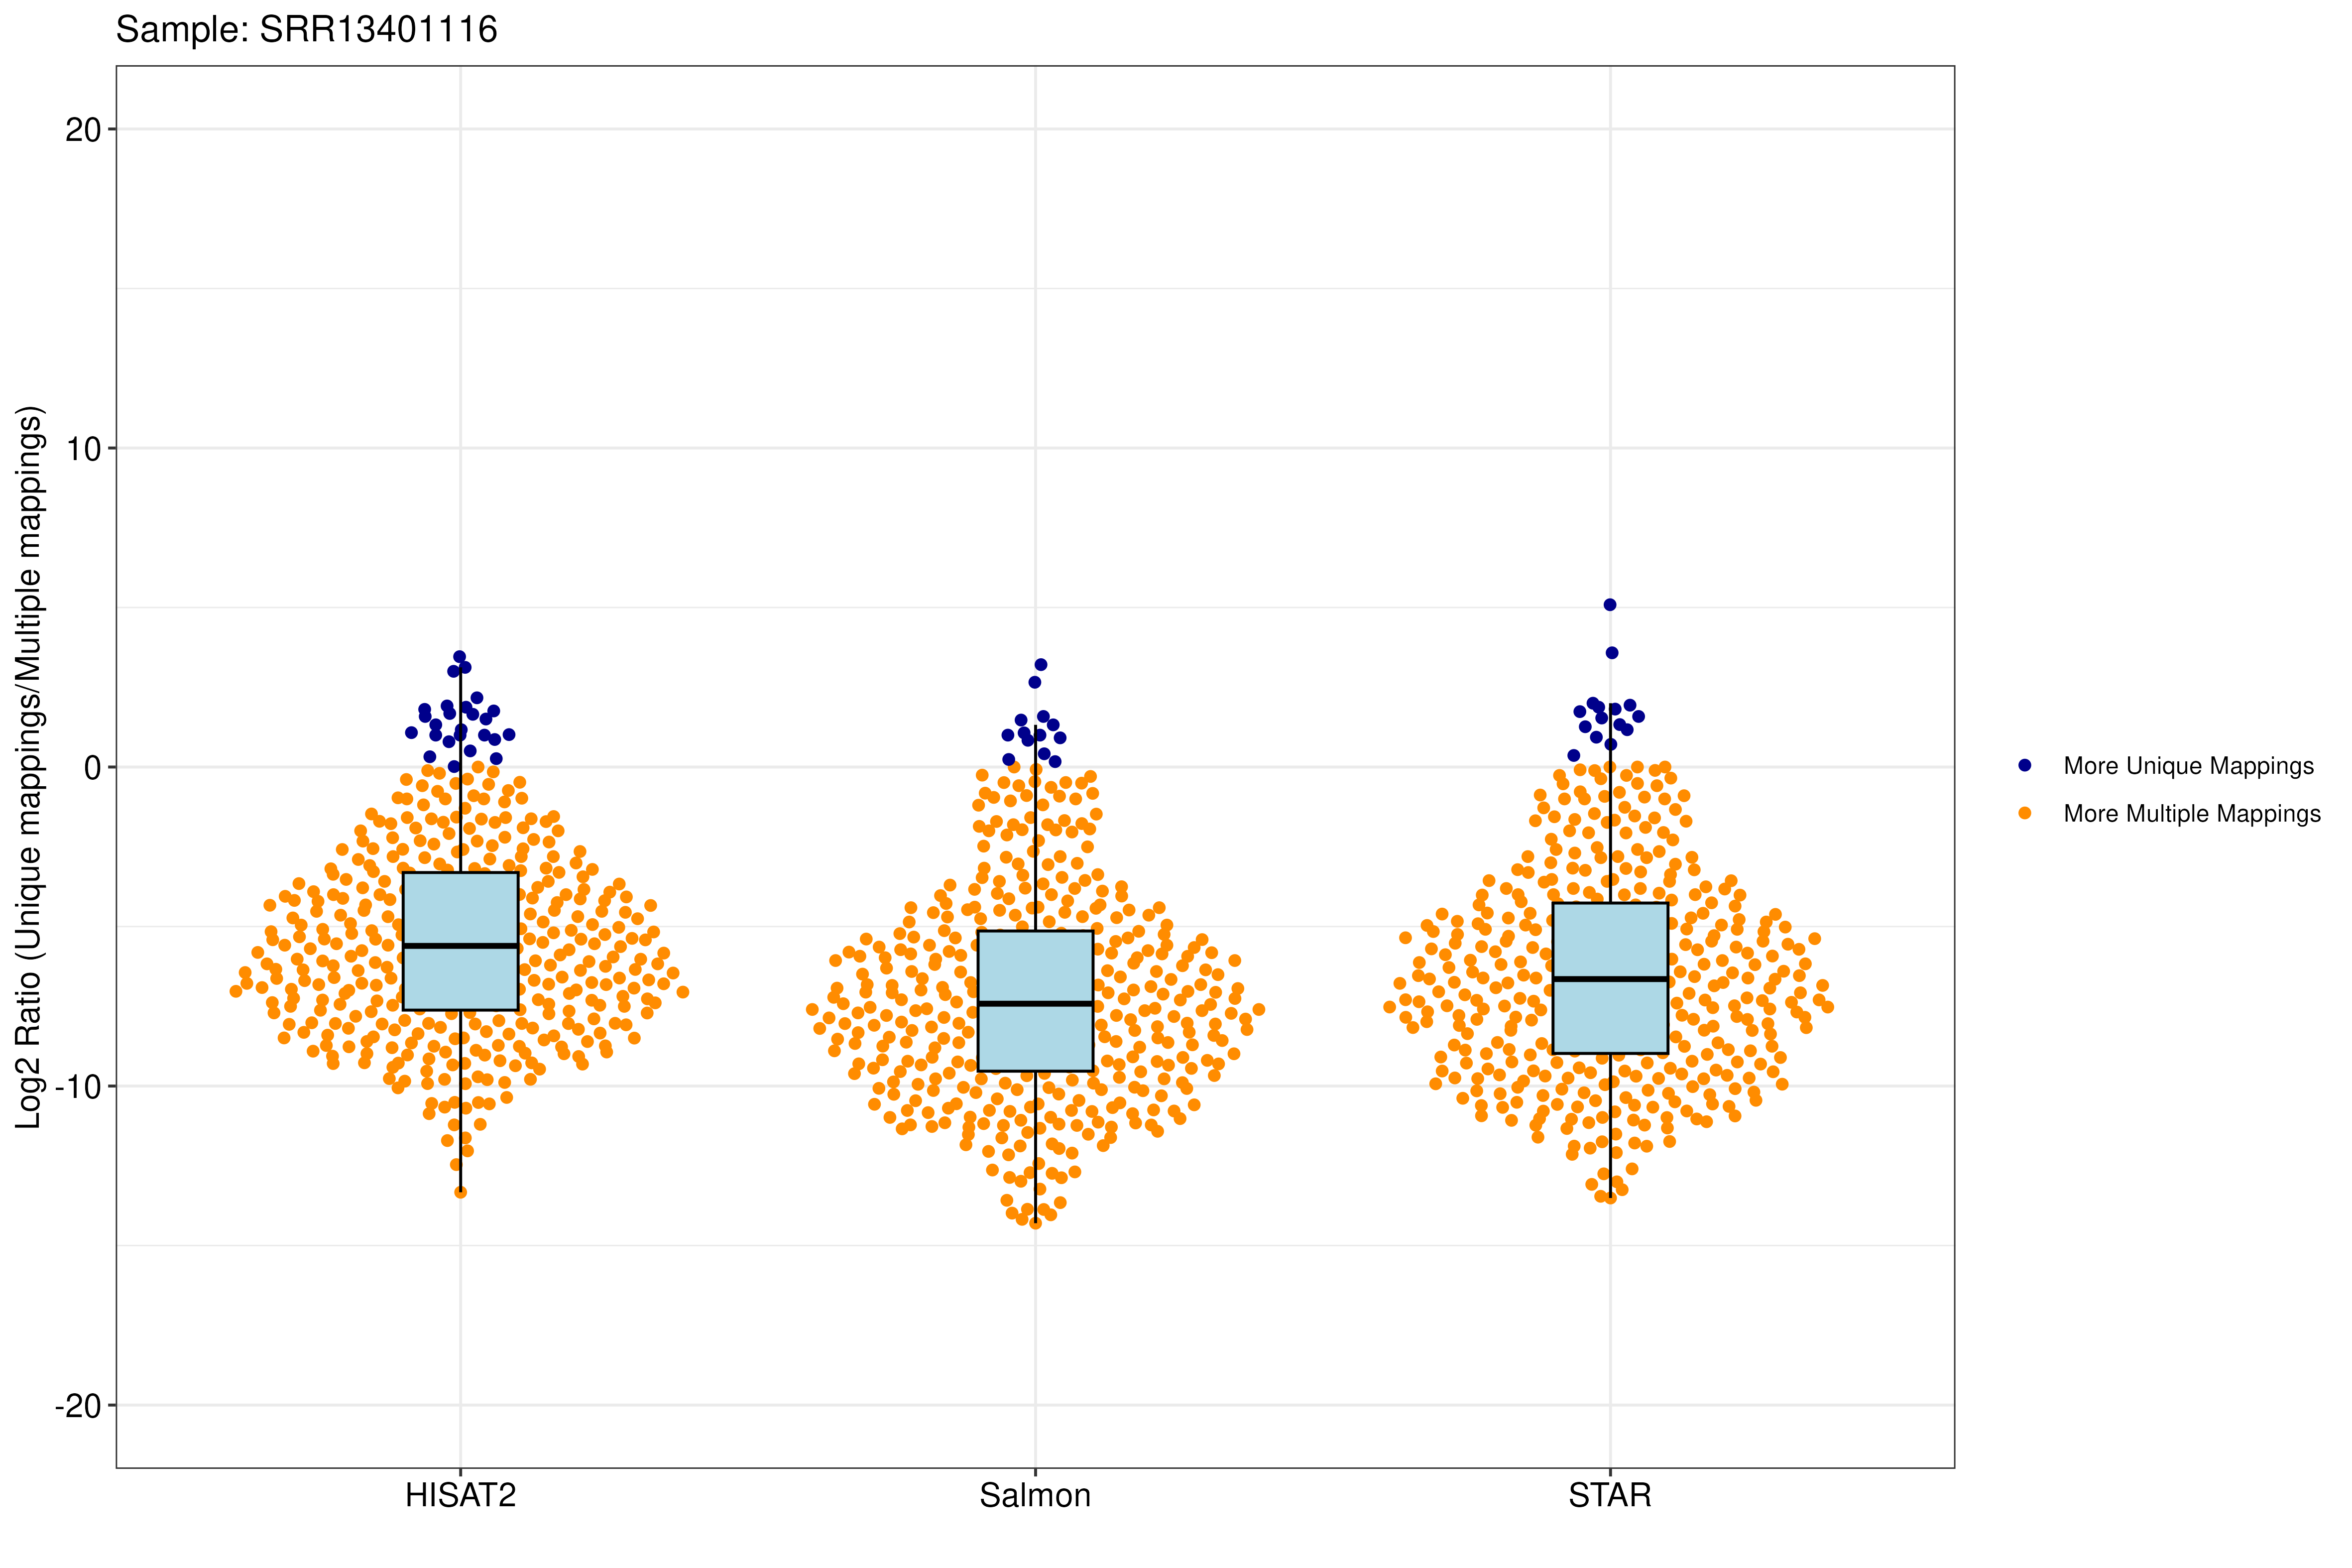 Sample: SRR13401116
Log2 Ratio (Unique mappings/Multiple mappings)
20
10
0
-10
-20
HISAT2
Salmon
STAR
More Unique Mappings
More Multiple Mappings